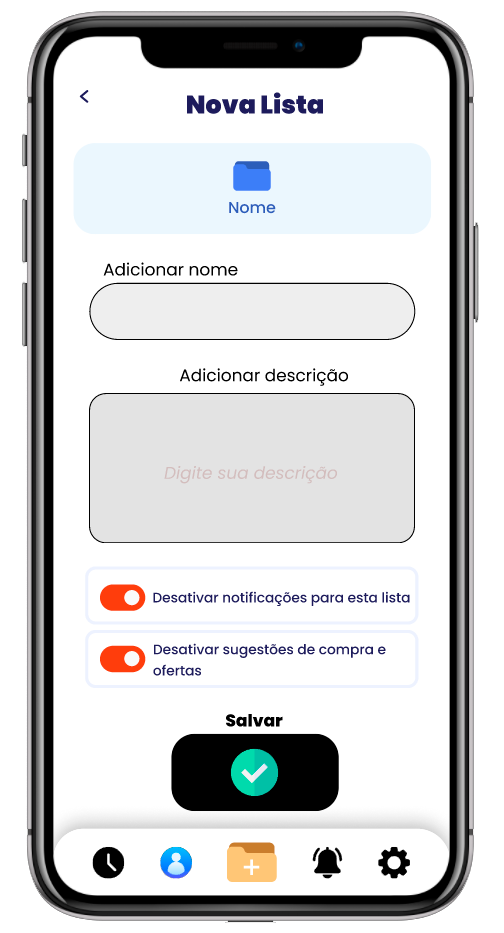 Nova Lista
Nome
Adicionar nome
Adicionar descrição
Digite sua descrição
Desativar notificações para esta lista
Desativar sugestões de compra e
ofertas
Salvar